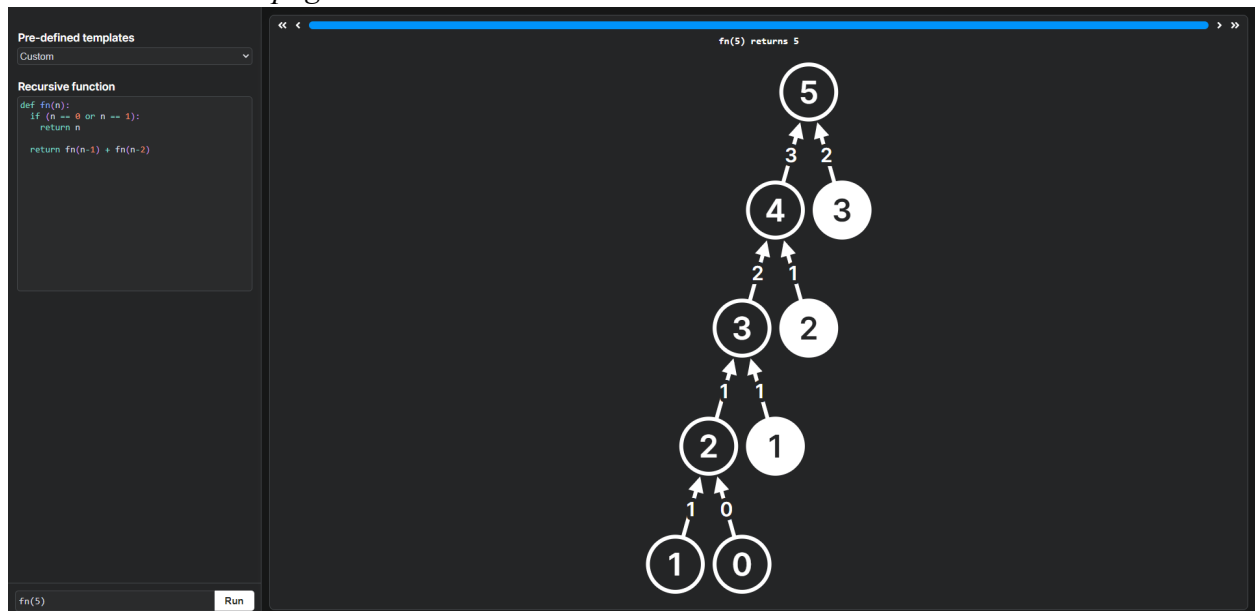 Pre-defined templates
Custom
Recursive function
def fn(n):
  if (n == 0 or n == 1):
    return n
  return fn(n-1) + fn(n-2)
fn(5)
Run
« ‹
› »
fn(5) returns 5
5
3 2
4 3
2 1
3 2
1 1
2 1
1 0
1 0